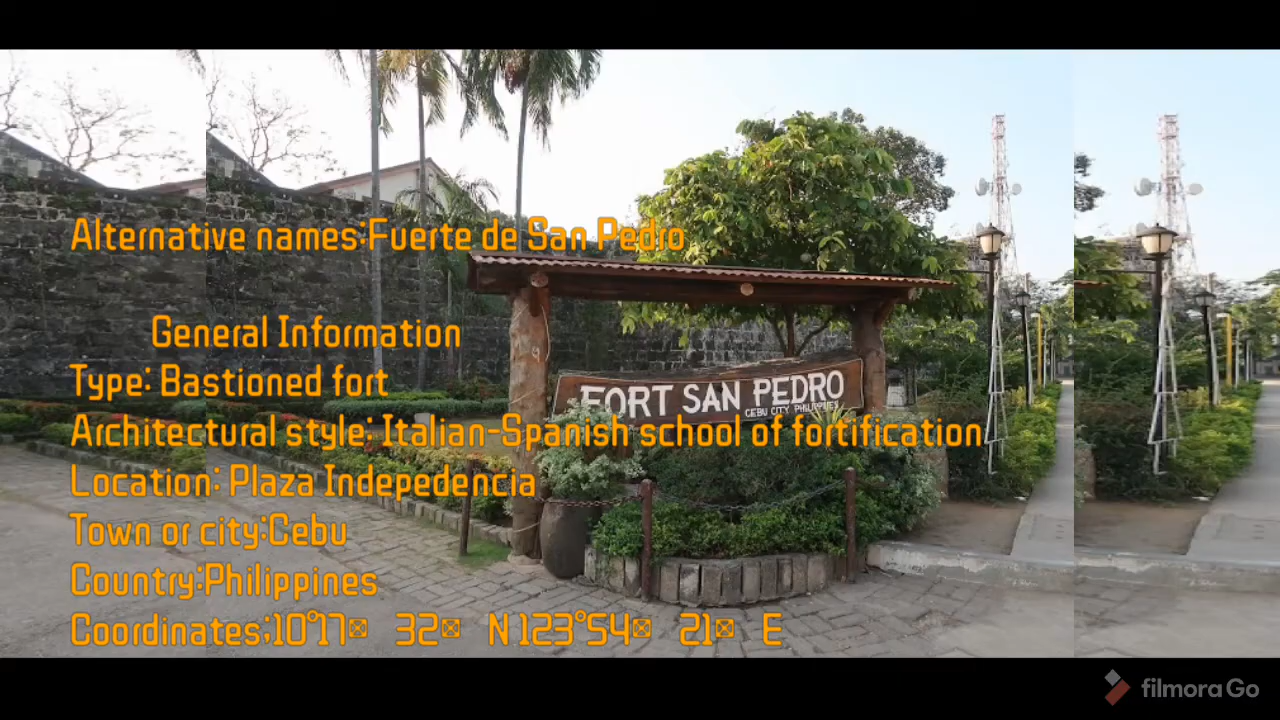 Alternative names:Fuerte de San Pedro
General Information
Type: Bastioned fort
FORT SAN PEDRO
CEBU CITY PHILIPPINES
Architectural style: Italian-Spanish school of fortification
Location: Plaza Indepedencia
Town or city:Cebu
Country:Philippines
Coordinates:10°17☒ 32☒ N 123°54☒ 21☒ E
filmora Go